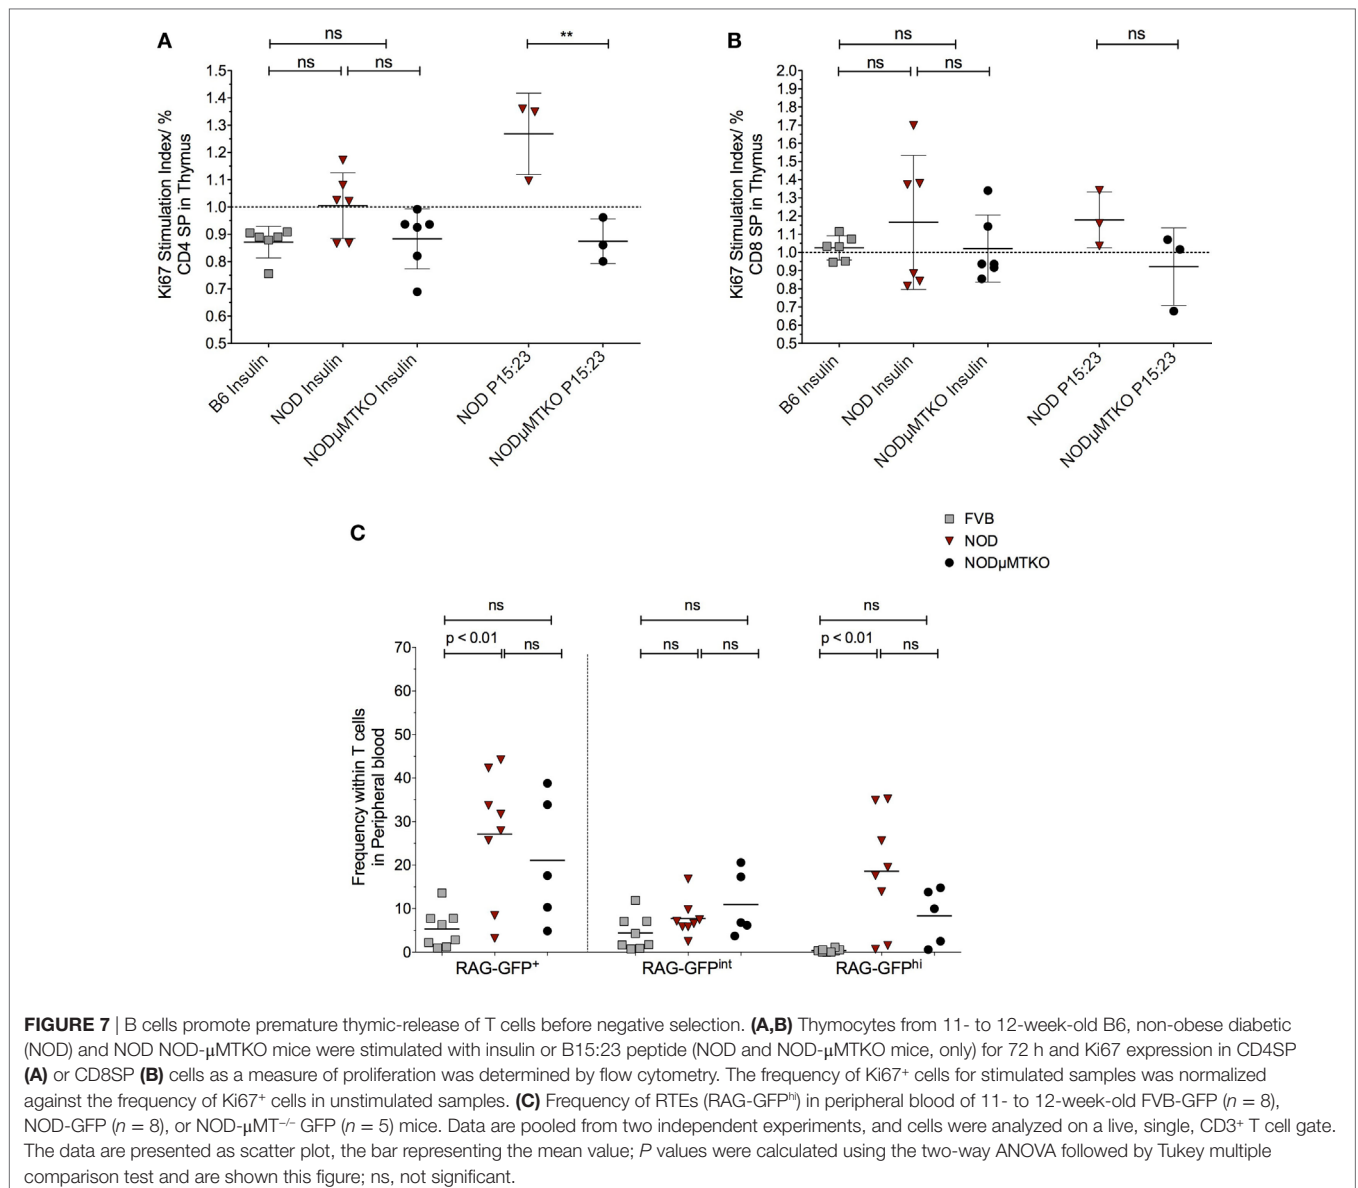 A
ns
**
ns
ns
Ki67 Stimulation Index/ %
CD4 SP in Thymus
1.5
1.4
1.3
1.2
1.1
1.0
0.9
0.8
0.7
0.6
0.5
B6 Insulin
NOD Insulin
NODμMTKO Insulin
NOD P15:23
NODμMTKO P15:23
B
ns
ns
ns
ns
Ki67 Stimulation Index/ %
CD8 SP in Thymus
2.0
1.9
1.8
1.7
1.6
1.5
1.4
1.3
1.2
1.1
1.0
0.9
0.8
0.7
0.6
0.5
B6 Insulin
NOD Insulin
NODμMTKO Insulin
NOD P15:23
NODμMTKO P15:23
C
FVB
NOD
NODμMTKO
ns
p < 0.01
ns
ns
ns
ns
ns
p < 0.01
ns
Frequency within T cells
in Peripheral blood
70
60
50
40
30
20
10
0
RAG-GFP⁺
RAG-GFPint
RAG-GFPhi
FIGURE 7 | B cells promote premature thymic-release of T cells before negative selection. (A,B) Thymocytes from 11- to 12-week-old B6, non-obese diabetic
(NOD) and NOD NOD-μMTKO mice were stimulated with insulin or B15:23 peptide (NOD and NOD-μMTKO mice, only) for 72 h and Ki67 expression in CD4SP
(A) or CD8SP (B) cells as a measure of proliferation was determined by flow cytometry. The frequency of Ki67⁺ cells for stimulated samples was normalized
against the frequency of Ki67⁺ cells in unstimulated samples. (C) Frequency of RTEs (RAG-GFPhi) in peripheral blood of 11- to 12-week-old FVB-GFP (n = 8),
NOD-GFP (n = 8), or NOD-μMT⁻/⁻ GFP (n = 5) mice. Data are pooled from two independent experiments, and cells were analyzed on a live, single, CD3⁺ T cell gate.
The data are presented as scatter plot, the bar representing the mean value; P values were calculated using the two-way ANOVA followed by Tukey multiple
comparison test and are shown this figure; ns, not significant.